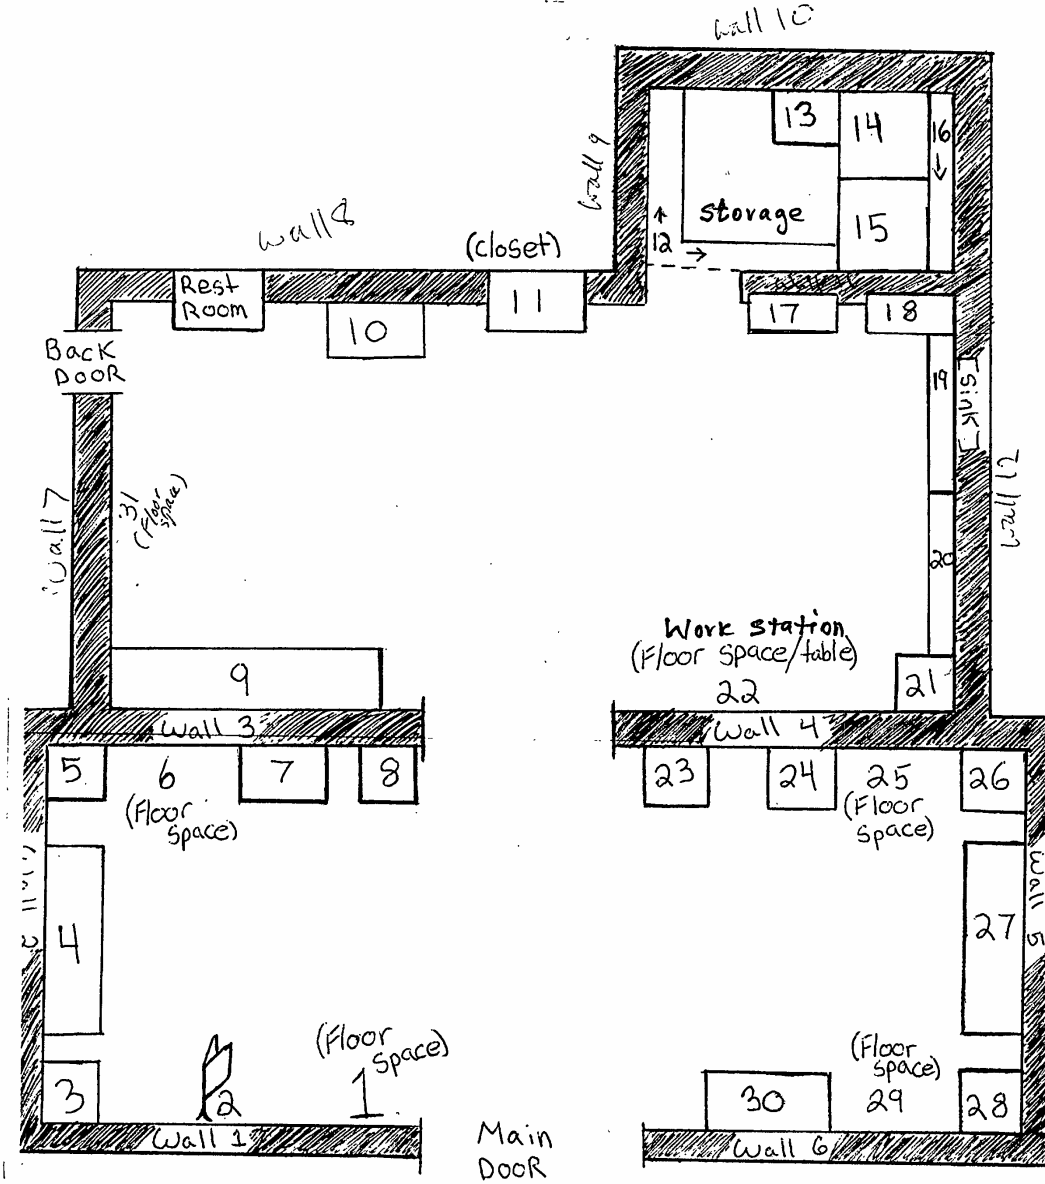 Wall 10
Wall 9
13
14
16
Storage
12
15
Wall 8
(closet)
Rest
Room
10
11
17
18
Back
DOOR
19
Sink
Wall 7
31
(Floor
space)
Wall 12
20
Work Station
(Floor Space/table)
22
21
9
Wall 3
Wall 4
5
6
7
8
(Floor
Space)
23
24
25
26
(Floor
Space)
Wall 2
4
27
Wall 5
(Floor
Space)
1
2
3
(Floor
Space)
30
29
28
Wall 1
Main
DOOR
Wall 6